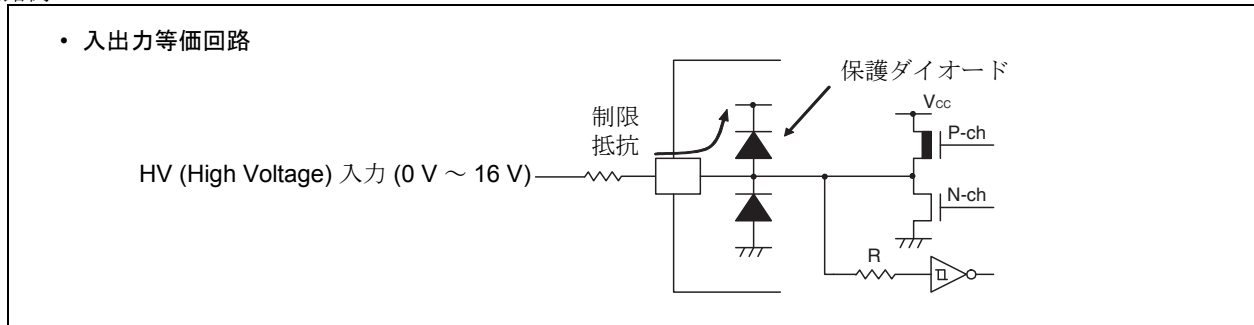 • 入出力等価回路
保護ダイオード
制限
抵抗
Vcc
P-ch
HV (High Voltage) 入力 (0 V ～ 16 V)
N-ch
R